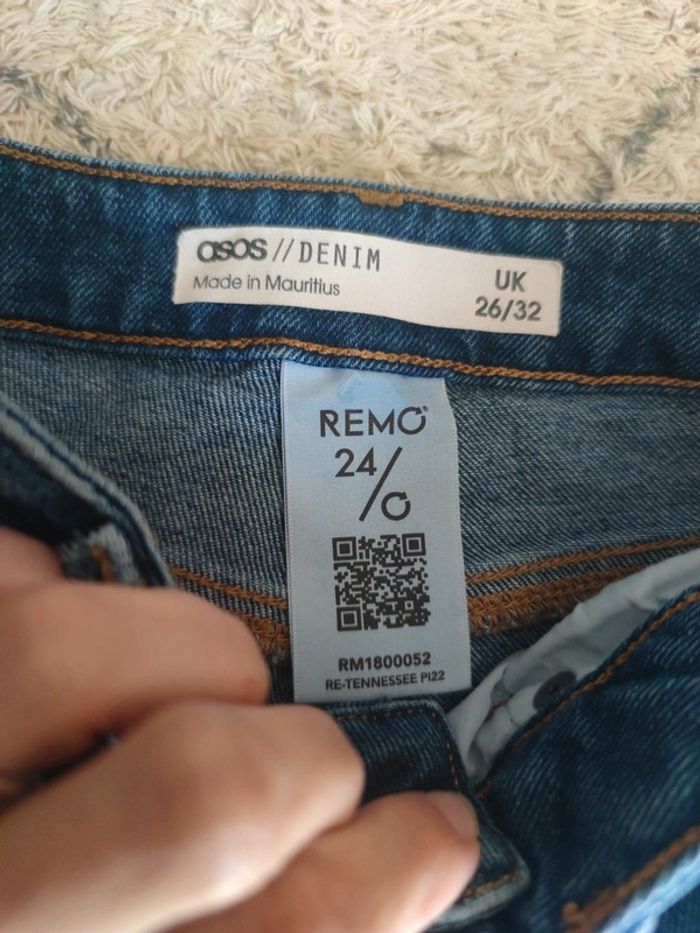 asos // DENIM
Made in Mauritius
UK
26/32
REMO
24/
RM1800052
RE-TENNESSEE PI22